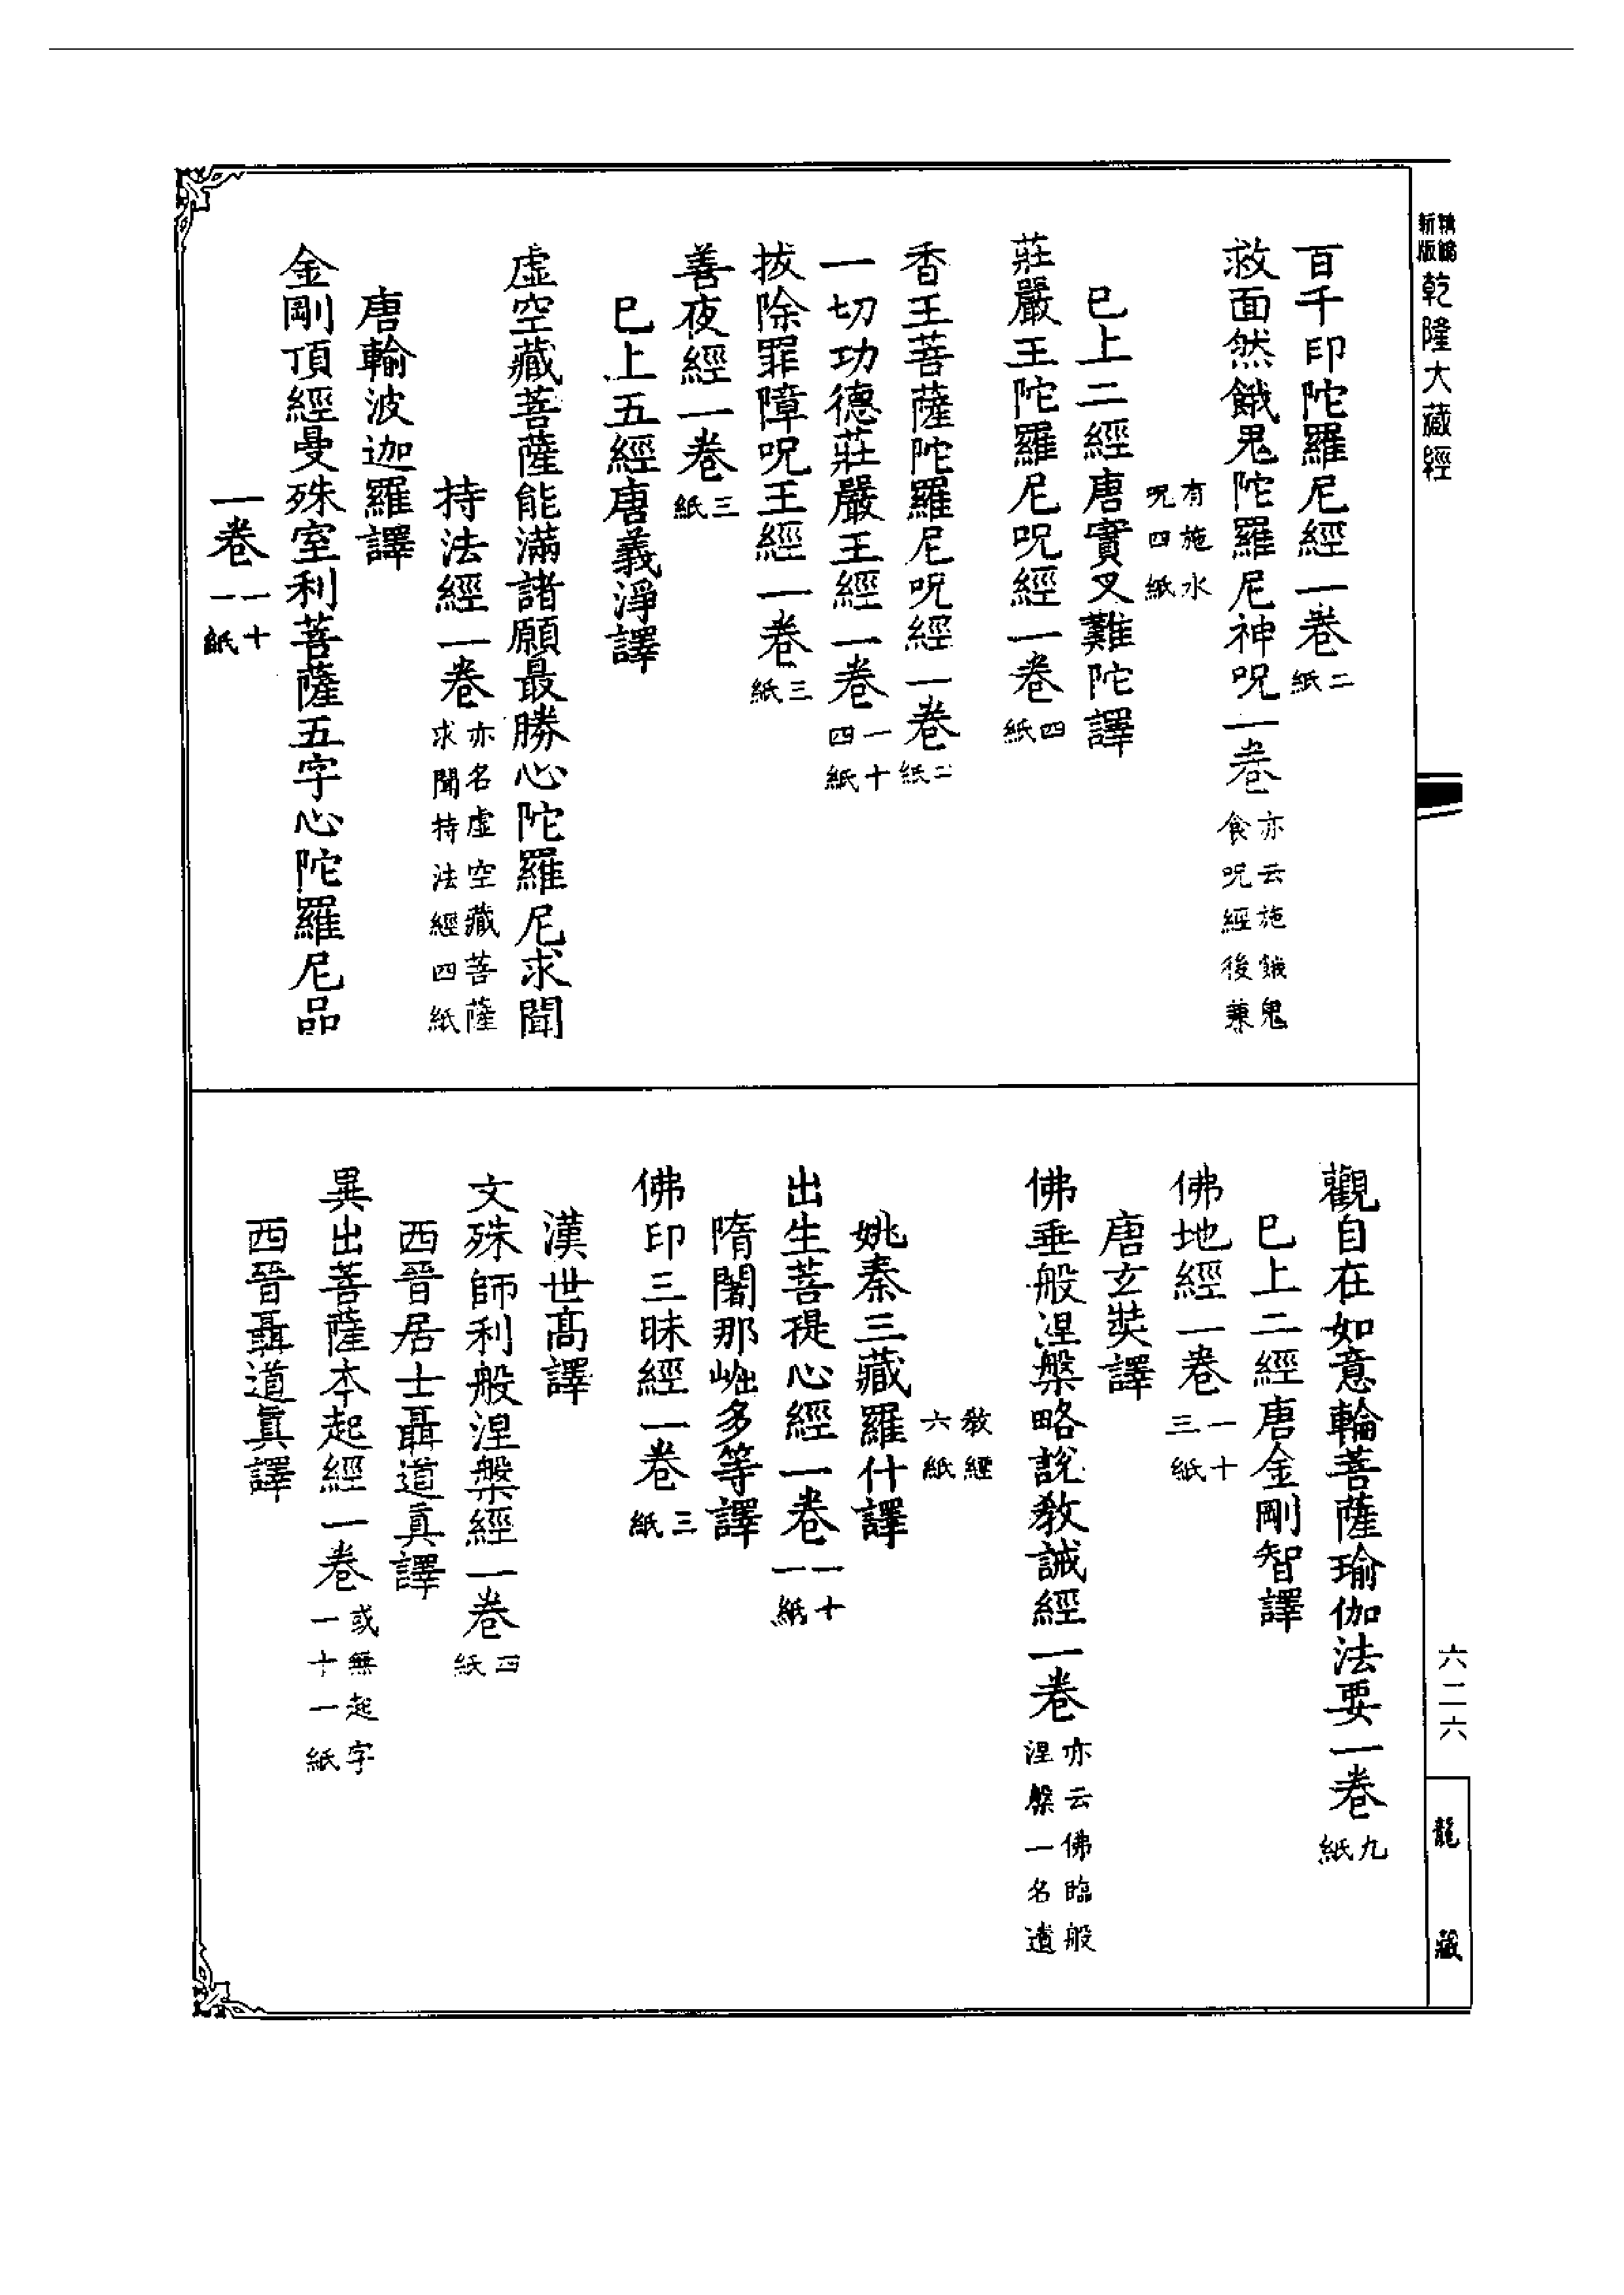 新版
精縮
乾隆大藏經
百千印陀羅尼經一卷二紙
救面然餓鬼陀羅尼神呪一卷亦云施餓鬼食呪經後兼
有施水呪四紙
已上二經唐實叉難陀譯
莊嚴王陀羅尼呪經一卷四紙
香王菩薩陀羅尼呪經一卷二紙
一切功德莊嚴王經一卷一十四紙
拔除罪障呪王經一卷三紙
善夜經一卷三紙
已上五經唐義淨譯
虛空藏菩薩能滿諸願最勝心陀羅尼求聞
持法經一卷亦名虛空藏菩薩求聞持法經四紙
唐輸波迦羅譯
金剛頂經曼殊室利菩薩五字心陀羅尼品
一卷一十一紙
觀自在如意輪菩薩瑜伽法要一卷九紙
已上二經唐金剛智譯
佛地經一卷一十三紙
唐玄奘譯
佛垂般涅槃略說教誡經一卷亦云佛臨般涅槃一名遺
教經六紙
姚秦三藏羅什譯
出生菩提心經一卷一十一紙
隋闍那崛多等譯
佛印三昧經一卷三紙
漢世高譯
文殊師利般涅槃經一卷四紙
西晉居士聶道真譯
異出菩薩本起經一卷或無起字一十一紙
西晉聶道眞譯
六二六
龍藏